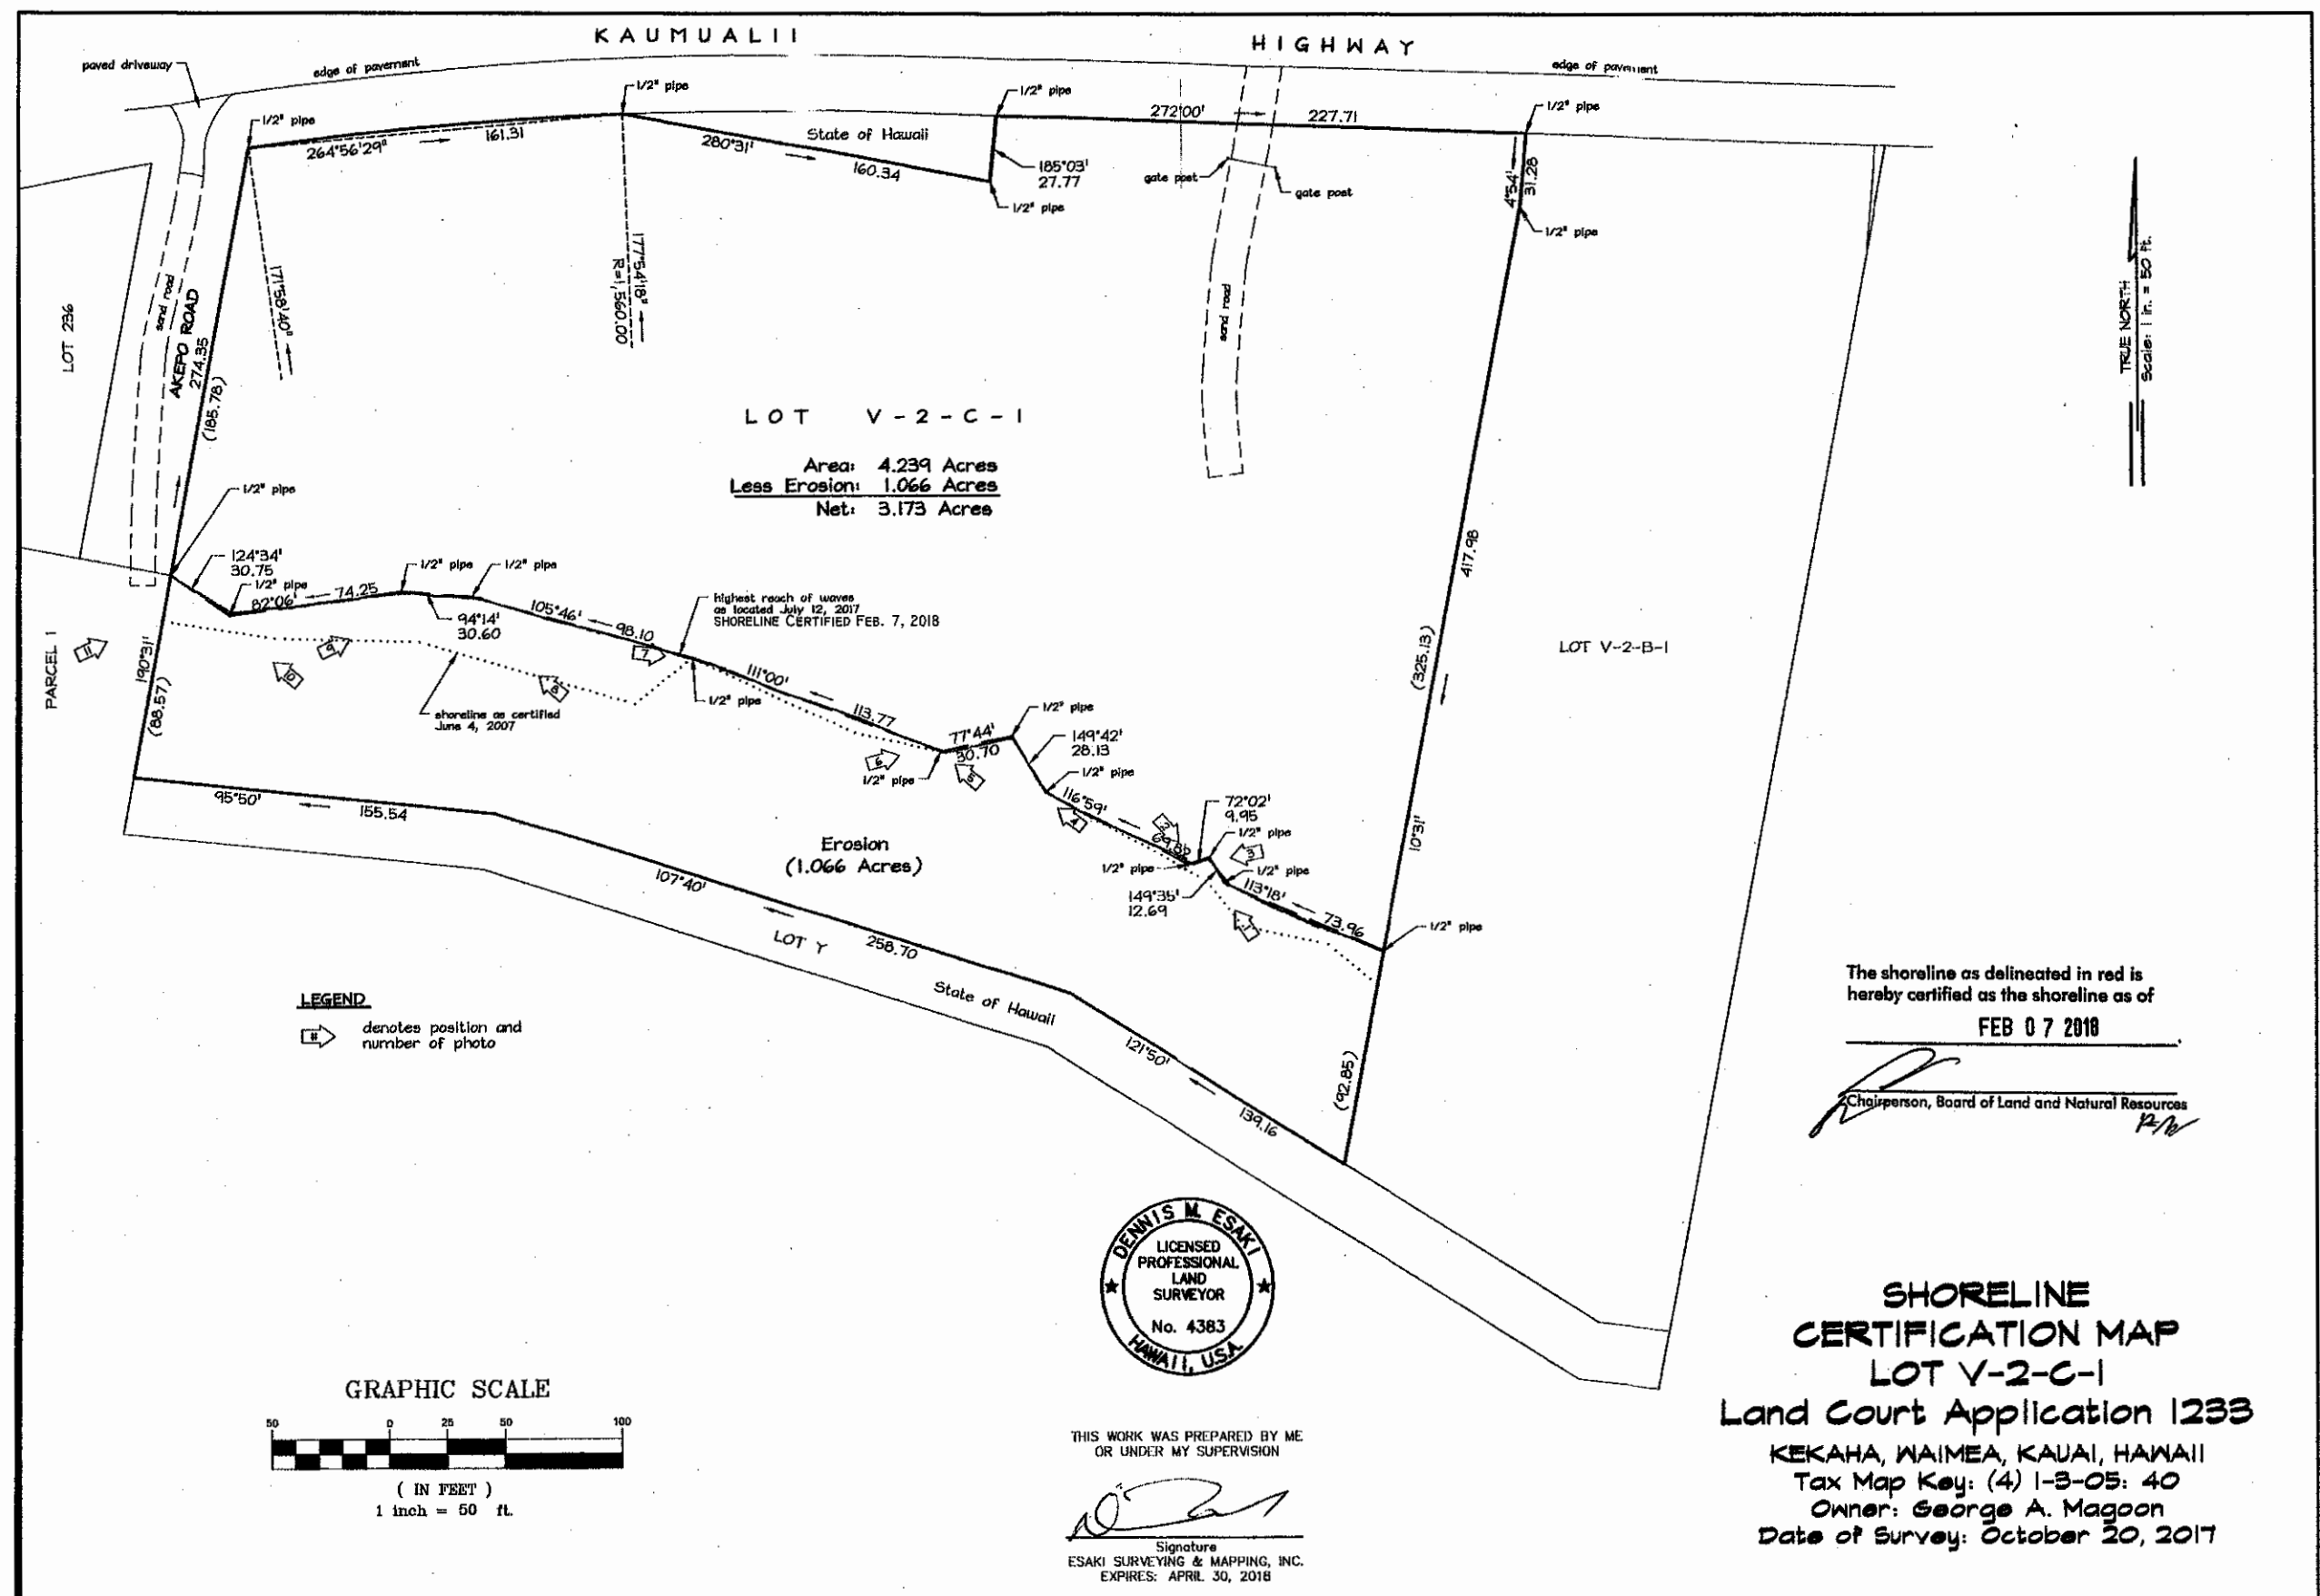 KAUMUALII HIGHWAY
paved driveway
edge of pavement
edge of pavement
1/2" pipe
1/2" pipe
1/2" pipe
1/2" pipe
264°56'29"
161.31
280°31'
State of Hawaii
160.34
185°03'
27.77
1/2" pipe
272°00'
227.71
gate post
gate post
4°54'
31.28
1/2" pipe
LOT 236
sand road
AKEPO ROAD
274.35
(185.78)
171°58'40"
177°54'18"
R=1,560.00
sand road
TRUE NORTH
Scale: 1 in. = 50 ft.
LOT V-2-C-1
Area: 4.239 Acres
Less Erosion: 1.066 Acres
Net: 3.173 Acres
417.98
(325.13)
10°31'
(92.85)
LOT V-2-B-1
1/2" pipe
124°34'
30.75
1/2" pipe
82°06'
74.25
1/2" pipe
1/2" pipe
94°14'
30.60
105°46'
98.10
highest reach of waves
as located July 12, 2017
SHORELINE CERTIFIED FEB. 7, 2018
PARCEL 1
190°31'
(88.57)
11
10
9
8
7
shoreline as certified
June 4, 2007
1/2" pipe
111°00'
113.77
6
1/2" pipe
77°44'
30.70
5
1/2" pipe
149°42'
28.13
1/2" pipe
116°59'
69.82
4
2
72°02'
9.95
1/2" pipe
3
1/2" pipe
1/2" pipe
149°35'
12.69
113°18'
73.96
1
1/2" pipe
95°50'
155.54
Erosion
(1.066 Acres)
107°40'
258.70
LOT Y
State of Hawaii
121°50'
139.16
LEGEND
# denotes position and
number of photo
The shoreline as delineated in red is
hereby certified as the shoreline as of
FEB 07 2018
Chairperson, Board of Land and Natural Resources
DENNIS M. ESAKI
LICENSED
PROFESSIONAL
LAND
SURVEYOR
No. 4383
HAWAII, U.S.A.
GRAPHIC SCALE
50 0 25 50 100
( IN FEET )
1 inch = 50 ft.
THIS WORK WAS PREPARED BY ME
OR UNDER MY SUPERVISION
Signature
ESAKI SURVEYING & MAPPING, INC.
EXPIRES: APRIL 30, 2018
SHORELINE
CERTIFICATION MAP
LOT V-2-C-1
Land Court Application 1233
KEKAHA, WAIMEA, KAUAI, HAWAII
Tax Map Key: (4) 1-3-05: 40
Owner: George A. Magoon
Date of Survey: October 20, 2017